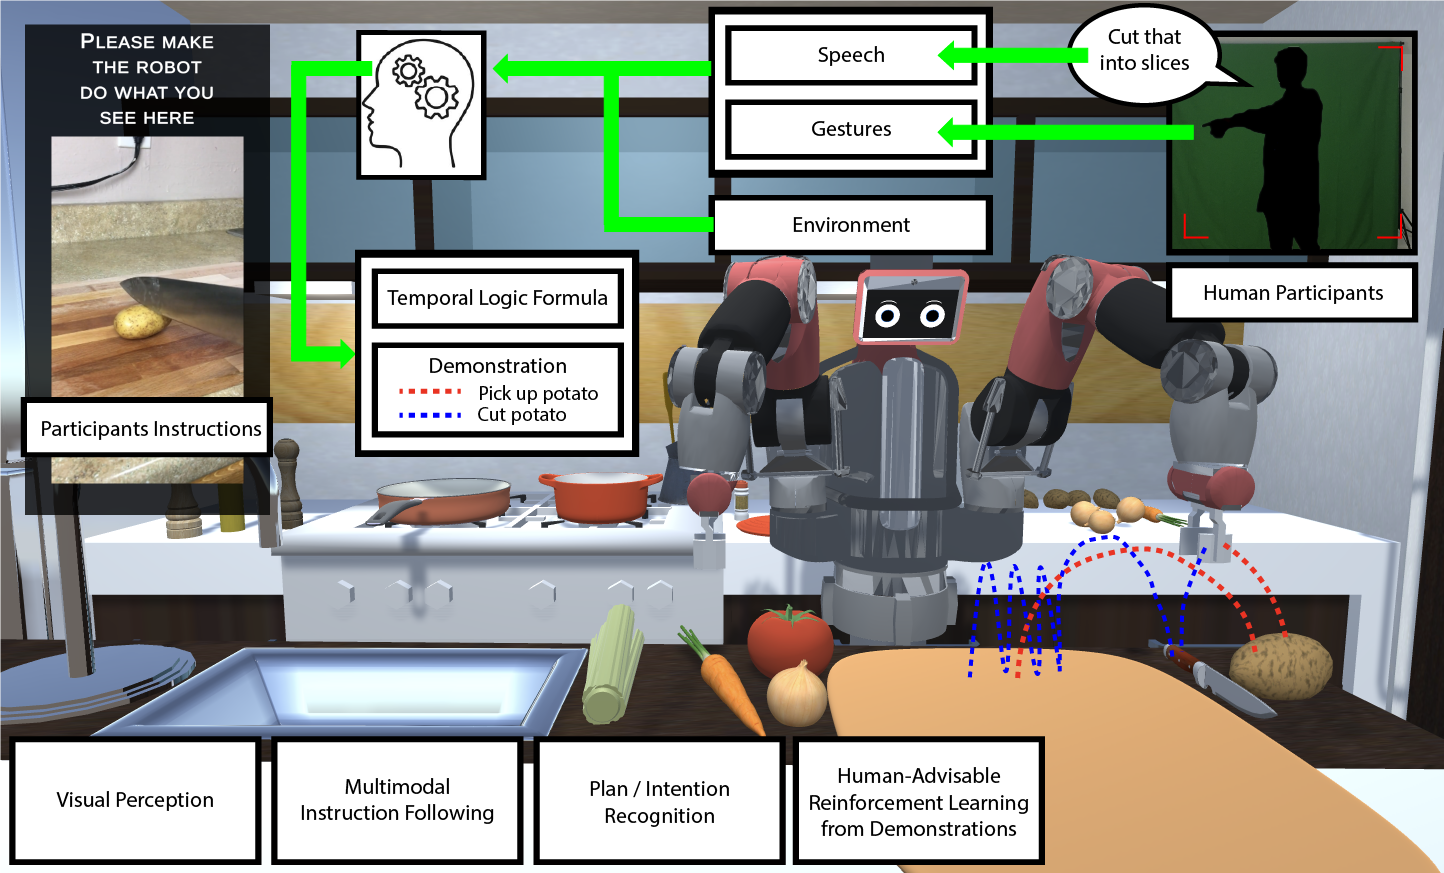 PLEASE MAKE
THE ROBOT
DO WHAT YOU
SEE HERE
Participants Instructions
Speech
Gestures
Environment
Cut that
into slices
Human Participants
Temporal Logic Formula
Demonstration
Pick up potato
Cut potato
Visual Perception
Multimodal
Instruction Following
Plan / Intention
Recognition
Human-Advisable
Reinforcement Learning
from Demonstrations